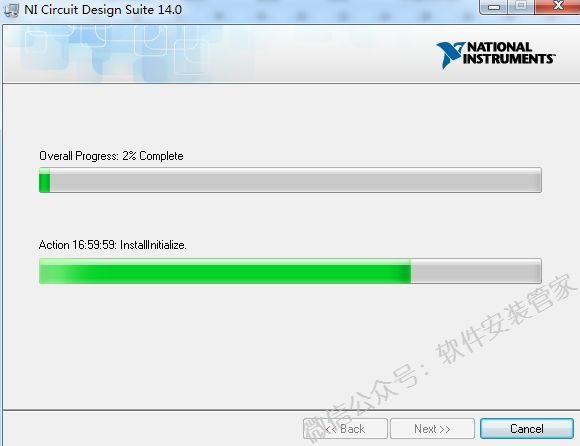 NI Circuit Design Suite 14.0
NATIONAL
INSTRUMENTS
Overall Progress: 2% Complete
Action 16:59:59: InstallInitialize.
微信公众号：软件安装管家
<< Back
Next >>
Cancel